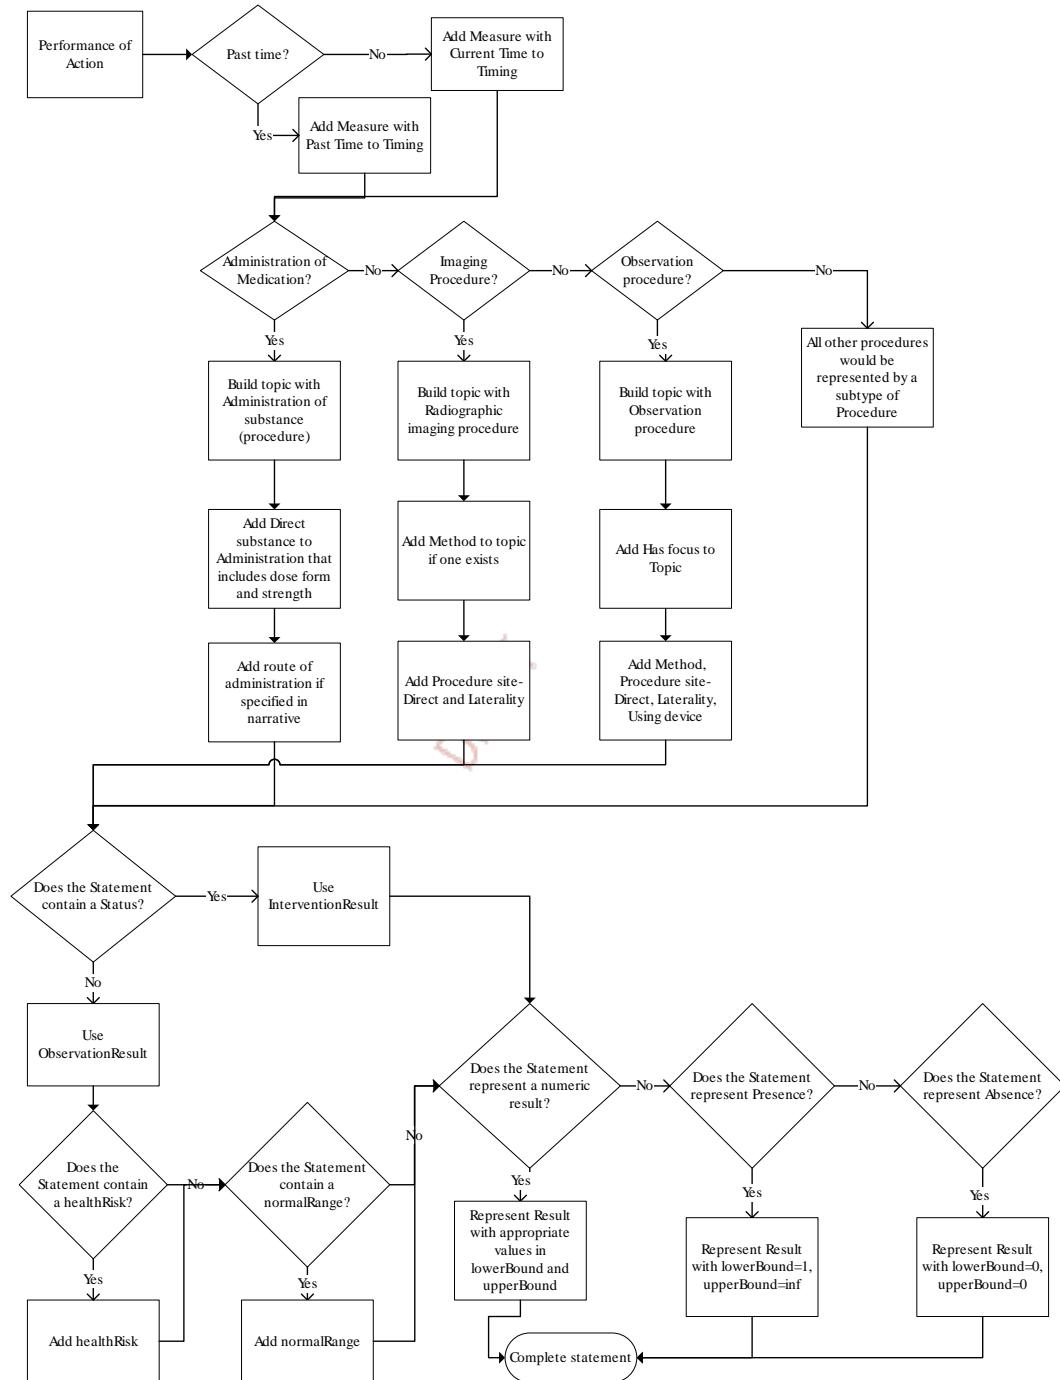 Performance of
Action
Past time?
No
Add Measure with
Current Time to
Timing
Yes
Add Measure with
Past Time to Timing
Administration of
Medication?
No
Imaging
Procedure?
No
Observation
procedure?
No
Yes
Yes
Yes
All other procedures
would be
represented by a
subtype of
Procedure
Build topic with
Administration of
substance
(procedure)
Build topic with
Radiographic
imaging procedure
Build topic with
Observation
procedure
Add Direct
substance to
Administration that
includes dose form
and strength
Add Method to topic
if one exists
Add Has focus to
Topic
Add route of
administration if
specified in
narrative
Add Procedure site-
Direct and Laterality
Add Method,
Procedure site-
Direct, Laterality,
Using device
Does the Statement
contain a Status?
Yes
Use
InterventionResult
No
Use
ObservationResult
Does the Statement
represent a numeric
result?
No
Does the Statement
represent Presence?
No
Does the Statement
represent Absence?
Does the
Statement contain
a healthRisk?
No
Does the Statement
contain a
normalRange?
No
Yes
Yes
Yes
Yes
Yes
Represent Result
with appropriate
values in
lowerBound and
upperBound
Represent Result
with lowerBound=1,
upperBound=inf
Represent Result
with lowerBound=0,
upperBound=0
Add healthRisk
Add normalRange
Complete statement